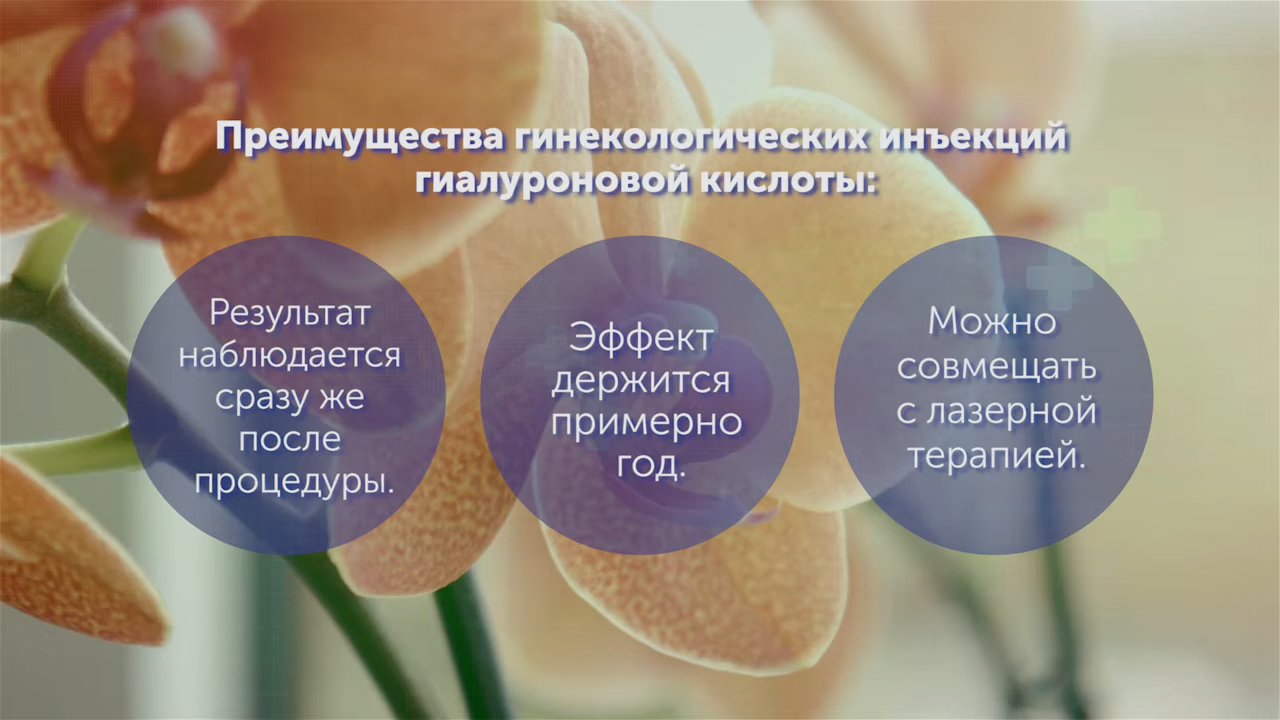 Преимущества гинекологических инъекций
гиалуроновой кислоты:
Результат
наблюдается
сразу же
после
процедуры.
Эффект
держится
примерно
год.
Можно
совмещать
с лазерной
терапией.